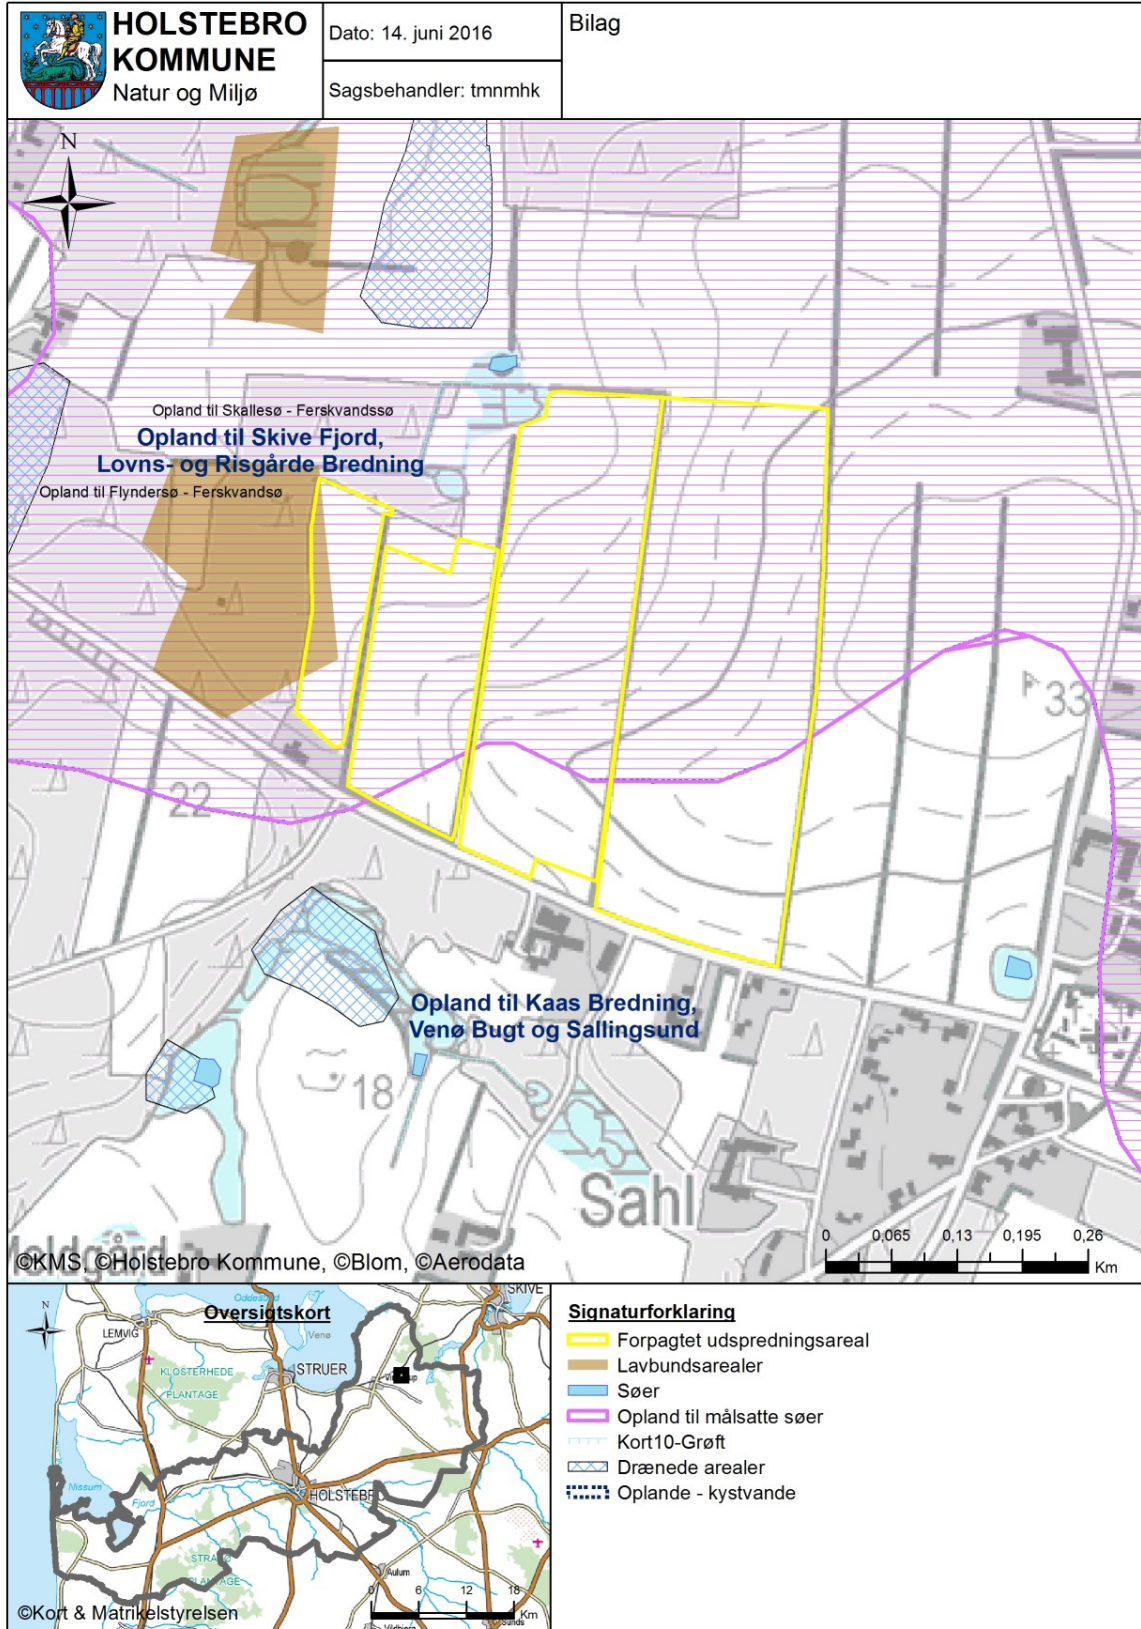 HOLSTEBRO
KOMMUNE
Natur og Miljø
Dato: 14. juni 2016
Sagsbehandler: tmnmhk
Bilag
N
Opland til Skallesø - Ferskvandssø
Opland til Skive Fjord,
Lovns- og Risgårde Bredning
Opland til Flyndersø - Ferskvandsø
33
22
Opland til Kaas Bredning,
Venø Bugt og Sallingsund
18
Sahl
©KMS, ©Holstebro Kommune, ©Blom, ©Aerodata
0 0,065 0,13 0,195 0,26
Km
Oversigtskort
N
SKIVE
Venø
LEMVIG
KLOSTERHEDE
PLANTAGE
STRUER
Nissum
Fjord
HOLSTEBRO
PLANTAGE
Aulum
0 6 12 18
Km
©Kort & Matrikelstyrelsen
Signaturforklaring
Forpagtet udspredningsareal
Lavbundsarealer
Søer
Opland til målsatte søer
Kort10-Grøft
Drænede arealer
Oplande - kystvande